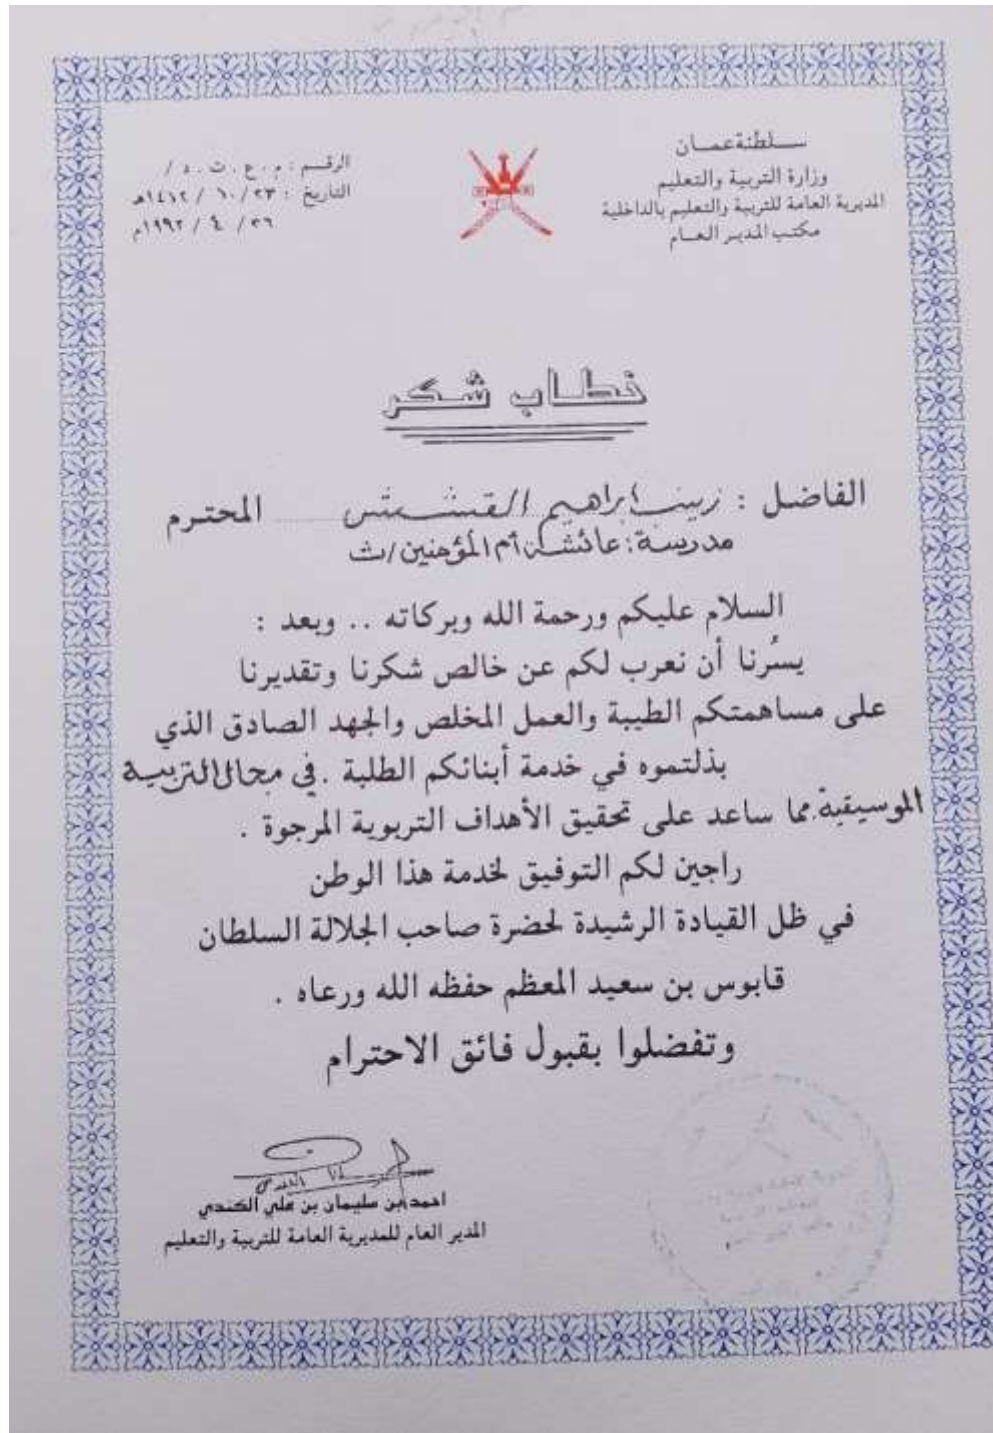 سلطنة عمان
وزارة التربية والتعليم
المديرية العامة للتربية والتعليم بالداخلية
مكتب المدير العام
الرقم : م . ع . ت . د /
التاريخ : ٢٣ / ١٠ / ١٤١٢هـ
٢٦ / ٤ / ١٩٩٢م
خطاب شكر
الفاضل : زينب ابراهيم القشيشي المحترم
مدرسة : عائشة أم المؤمنين / ث
السلام عليكم ورحمة الله وبركاته .. وبعد :
يسُرنا أن نعرب لكم عن خالص شكرنا وتقديرنا
على مساهمتكم الطيبة والعمل المخلص والجهد الصادق الذي
بذلتموه في خدمة أبنائكم الطلبة . في مجال التربية
الموسيقية. مما ساعد على تحقيق الأهداف التربوية المرجوة .
راجين لكم التوفيق لخدمة هذا الوطن
في ظل القيادة الرشيدة لحضرة صاحب الجلالة السلطان
قابوس بن سعيد المعظم حفظه الله ورعاه .
وتفضلوا بقبول فائق الاحترام
احمد بن سليمان بن علي الكندي
المدير العام للمديرية العامة للتربية والتعليم